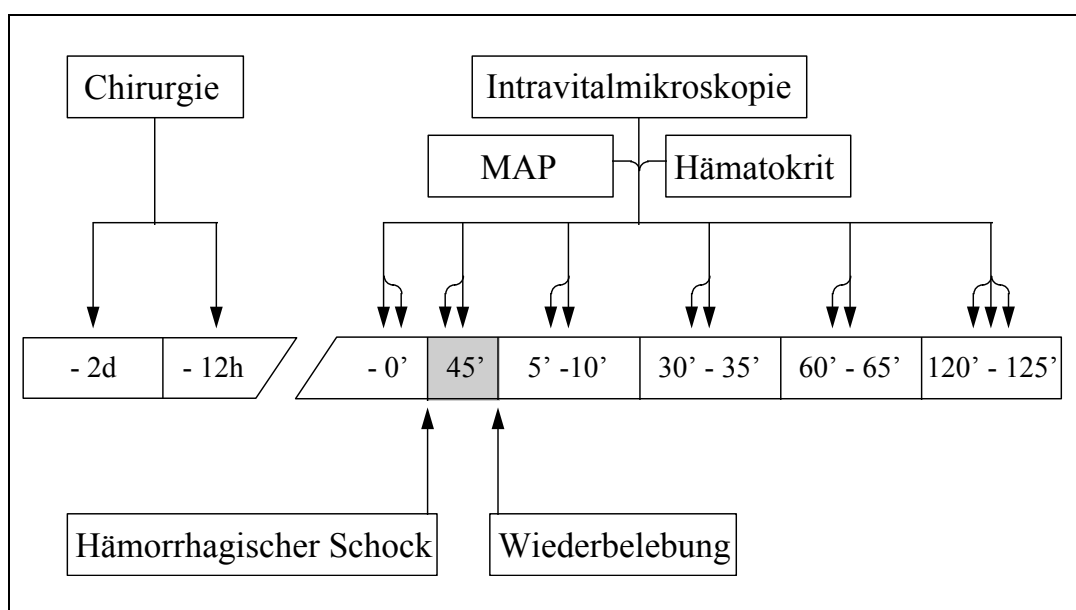 Chirurgie
Intravitalmikroskopie
MAP
Hämatokrit
- 2d
- 12h
- 0’
45’
5’ -10’
30’ - 35’
60’ - 65’
120’ - 125’
Hämorrhagischer Schock
Wiederbelebung